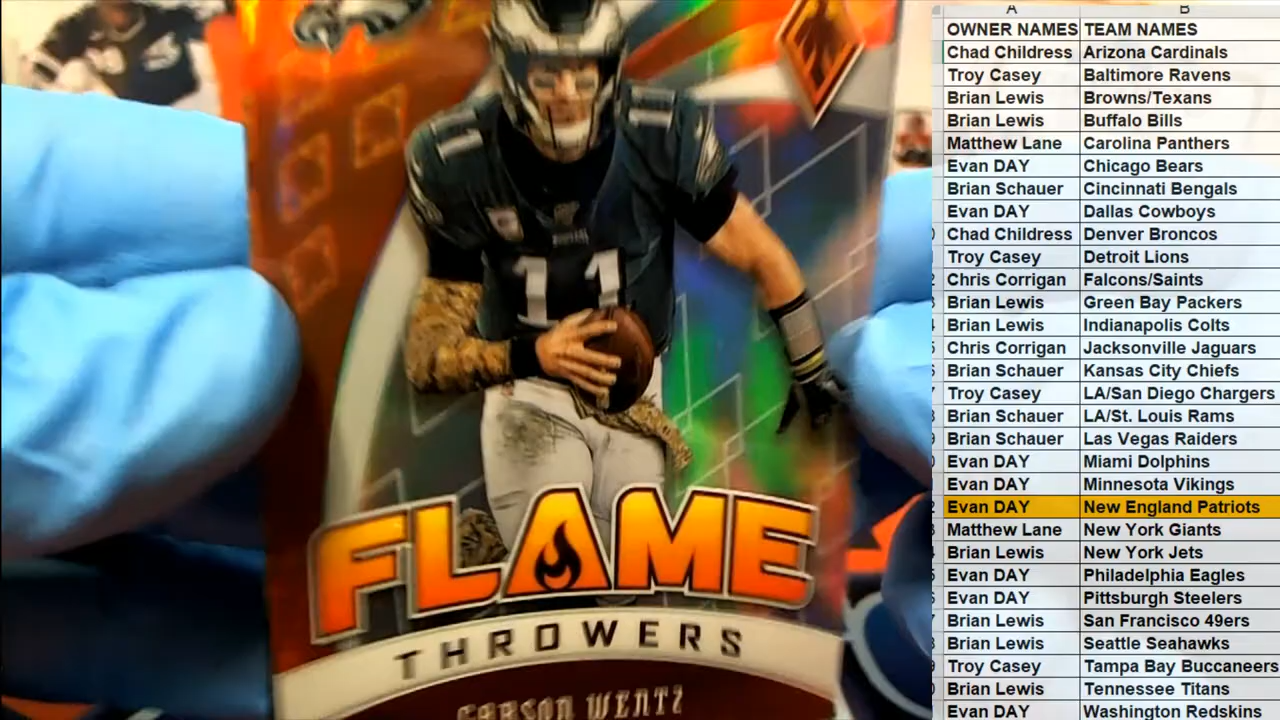 A B
OWNER NAMES TEAM NAMES
Chad Childress Arizona Cardinals
Troy Casey Baltimore Ravens
Brian Lewis Browns/Texans
Brian Lewis Buffalo Bills
Matthew Lane Carolina Panthers
Evan DAY Chicago Bears
Brian Schauer Cincinnati Bengals
Evan DAY Dallas Cowboys
Chad Childress Denver Broncos
Troy Casey Detroit Lions
Chris Corrigan Falcons/Saints
Brian Lewis Green Bay Packers
Brian Lewis Indianapolis Colts
Chris Corrigan Jacksonville Jaguars
Brian Schauer Kansas City Chiefs
Troy Casey LA/San Diego Chargers
Brian Schauer LA/St. Louis Rams
Brian Schauer Las Vegas Raiders
Evan DAY Miami Dolphins
Evan DAY Minnesota Vikings
Evan DAY New England Patriots
Matthew Lane New York Giants
Brian Lewis New York Jets
Evan DAY Philadelphia Eagles
Evan DAY Pittsburgh Steelers
Brian Lewis San Francisco 49ers
Brian Lewis Seattle Seahawks
Troy Casey Tampa Bay Buccaneers
Brian Lewis Tennessee Titans
Evan DAY Washington Redskins
11 11
11
FLAME
THROWERS
CARSON WENTZ